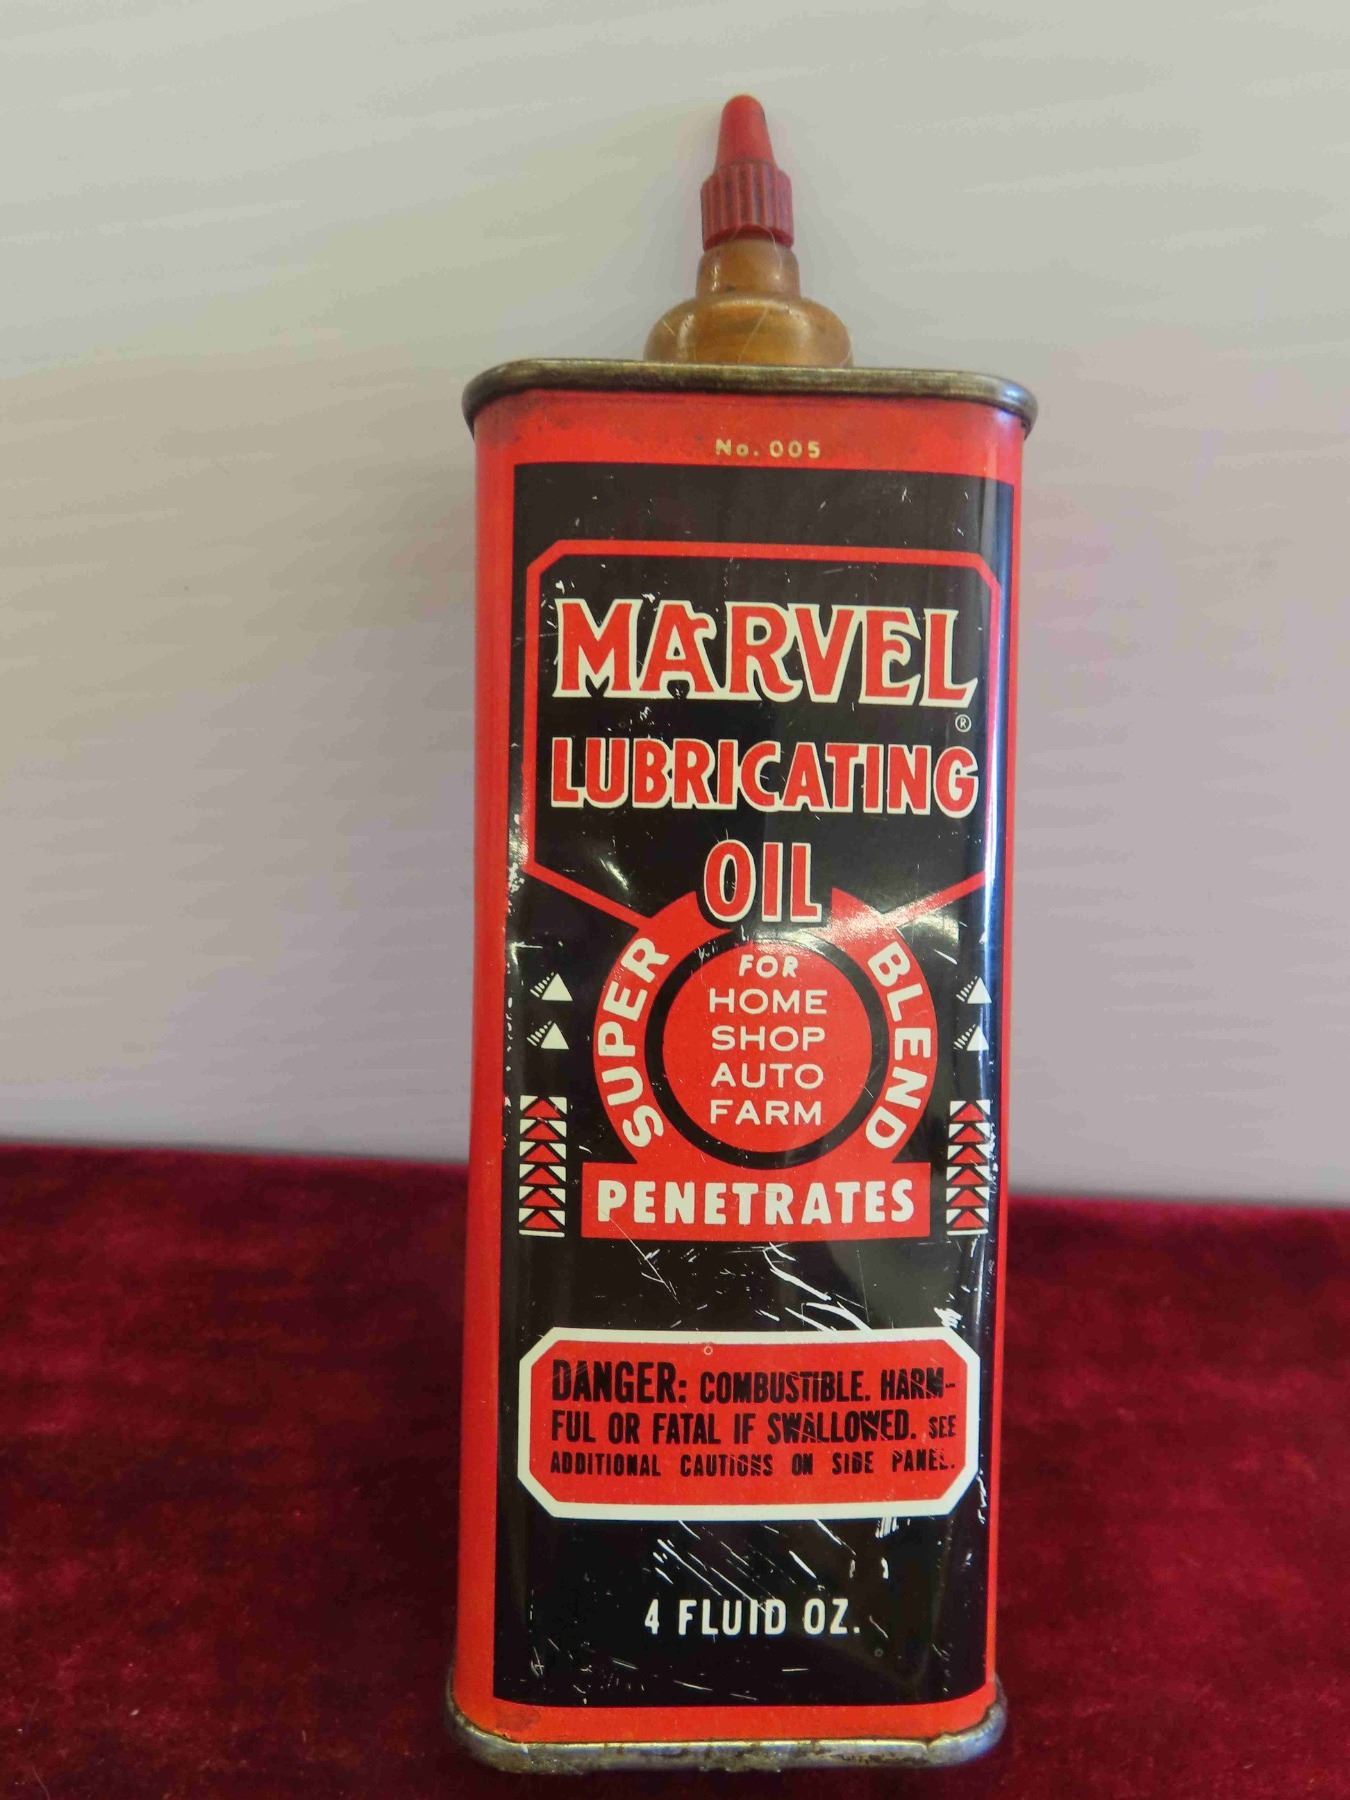 No. 005
MARVEL
®
LUBRICATING
OIL
SUPER
BLEND
FOR
HOME
SHOP
AUTO
FARM
PENETRATES
DANGER: COMBUSTIBLE. HARM-
FUL OR FATAL IF SWALLOWED. SEE
ADDITIONAL CAUTIONS ON SIDE PANEL.
4 FLUID OZ.